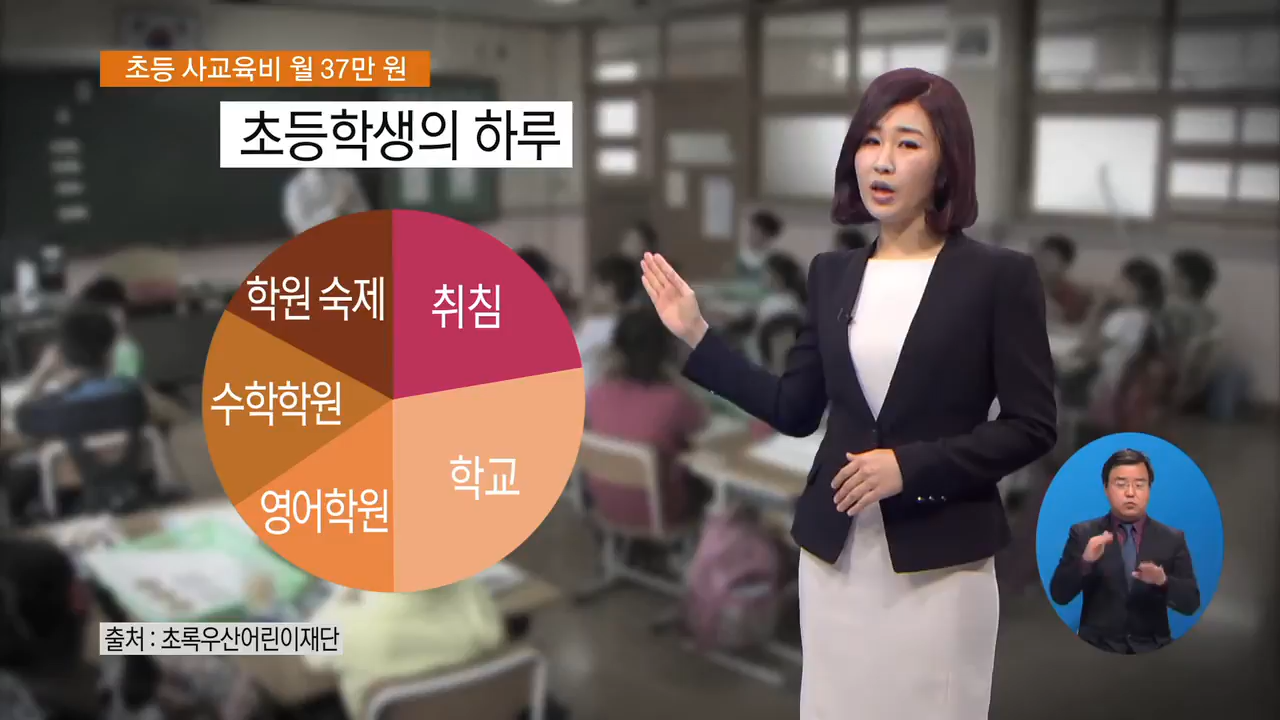 초등 사교육비 월 37만 원
초등학생의 하루
학원 숙제
취침
수학학원
학교
영어학원
출처 : 초록우산어린이재단